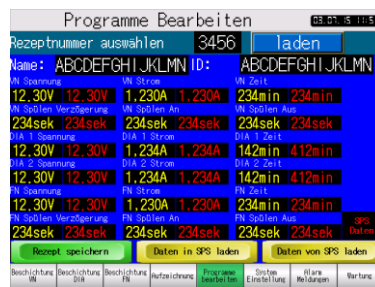 Programme Bearbeiten
Rezeptnummer auswählen 3456 laden
Name: ABCDEFGHIJKLMN ID: ABCDEFGHIJKLMN
VN Spannung VN Strom VN Zeit
12.30V 12.30V 1.230A 1.230A 234min 234min
VN Spülen Verzögerung VN Spülen An VN Spülen Aus
234sek 234sek 234sek 234sek 234sek 234sek
DIA 1 Spannung DIA 1 Strom DIA 1 Zeit
12.30V 12.30V 1.234A 1.234A 142min 412min
DIA 2 Spannung DIA 2 Strom DIA 2 Zeit
12.30V 12.30V 1.234A 1.234A 142min 412min
FN Spannung FN Strom FN Zeit
12.30V 12.30V 1.230A 1.230A 234min 234min
FN Spülen Verzögerung FN Spülen An FN Spülen Aus SPS
234sek 234sek 234sek 234sek 234sek 234sek Daten
Rezept speichern Daten in SPS laden Daten von SPS laden
Beschichtung Beschichtung Beschichtung Aufzeichnung Programme System Alarm Wartung
VN DIA FN bearbeiten Einstellung Meldungen